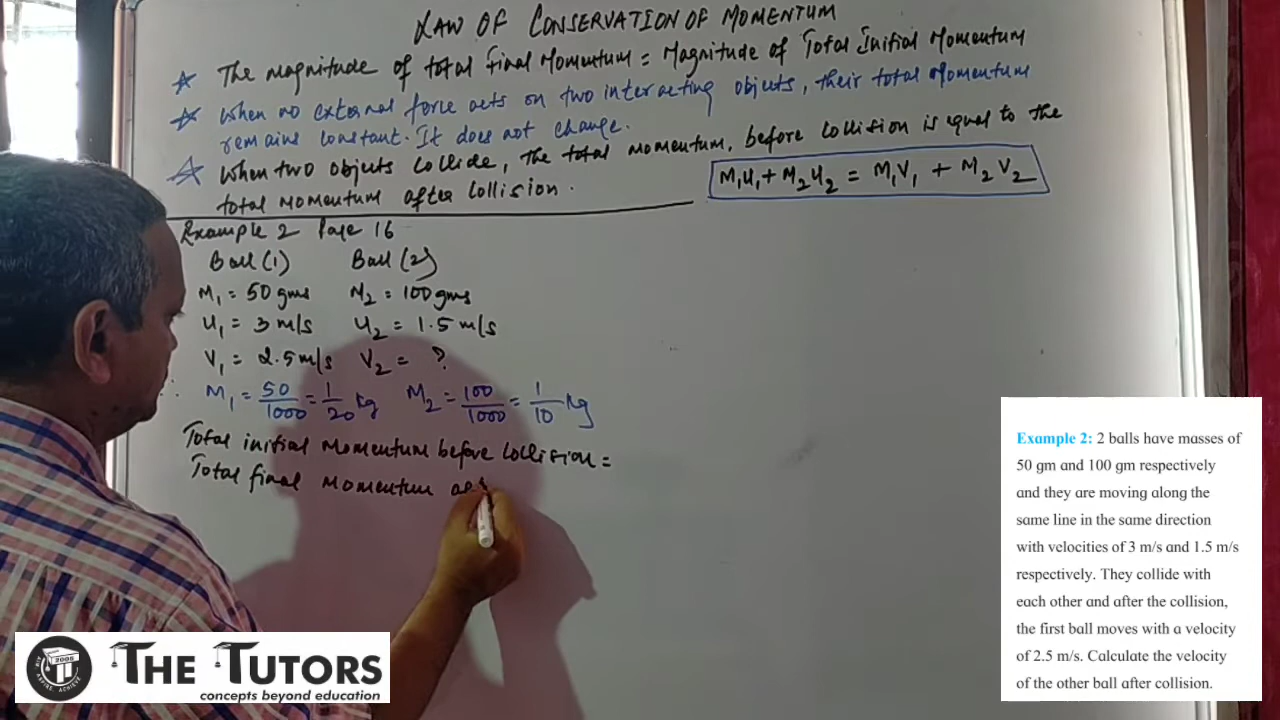 LAW OF CONSERVATION OF MOMENTUM
☆ The magnitude of total Final Momentum = Magnitude of Total Initial Momentum
☆ When no external force acts on two interacting objects, their total Momentum
remains constant. It does not change.
☆ When two objects collide, the total momentum, before collision is equal to the
total momentum after collision.
M₁U₁ + M₂U₂ = M₁V₁ + M₂V₂
Example 2 Page 16
Ball (1) Ball (2)
M₁ = 50 gms M₂ = 100 gms
U₁ = 3 m/s U₂ = 1.5 m/s
V₁ = 2.5 m/s V₂ = ?
∴ M₁ = 50/1000 = 1/20 Kg M₂ = 100/1000 = 1/10 Kg
Total initial Momentum before collision =
Total final Momentum
Example 2: 2 balls have masses of
50 gm and 100 gm respectively
and they are moving along the
same line in the same direction
with velocities of 3 m/s and 1.5 m/s
respectively. They collide with
each other and after the collision,
the first ball moves with a velocity
of 2.5 m/s. Calculate the velocity
of the other ball after collision.
2005
THE TUTORS
concepts beyond education